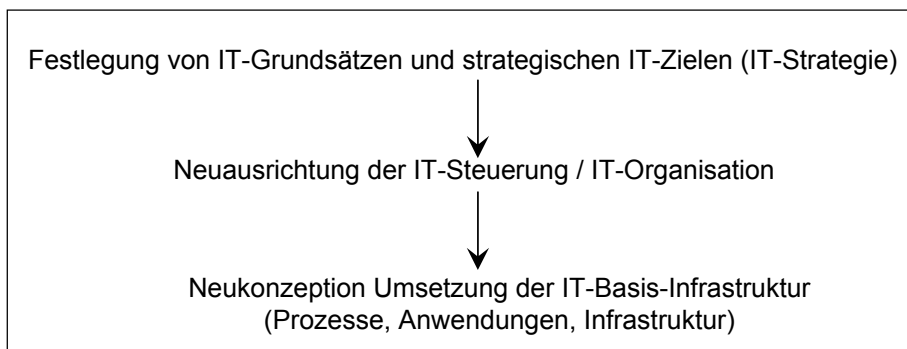 Festlegung von IT-Grundsätzen und strategischen IT-Zielen (IT-Strategie)
Neuausrichtung der IT-Steuerung / IT-Organisation
Neukonzeption Umsetzung der IT-Basis-Infrastruktur
(Prozesse, Anwendungen, Infrastruktur)